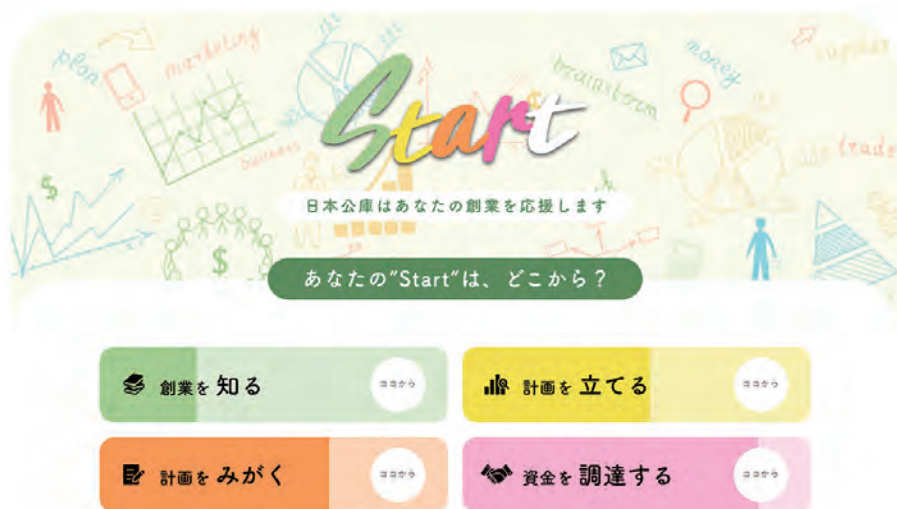 plan
marketing
brainstorm
money
support
business
trade
Start
日本公庫はあなたの創業を応援します
あなたの"Start"は、どこから？
創業を 知る
ココから
計画を 立てる
ココから
計画を みがく
ココから
資金を 調達する
ココから